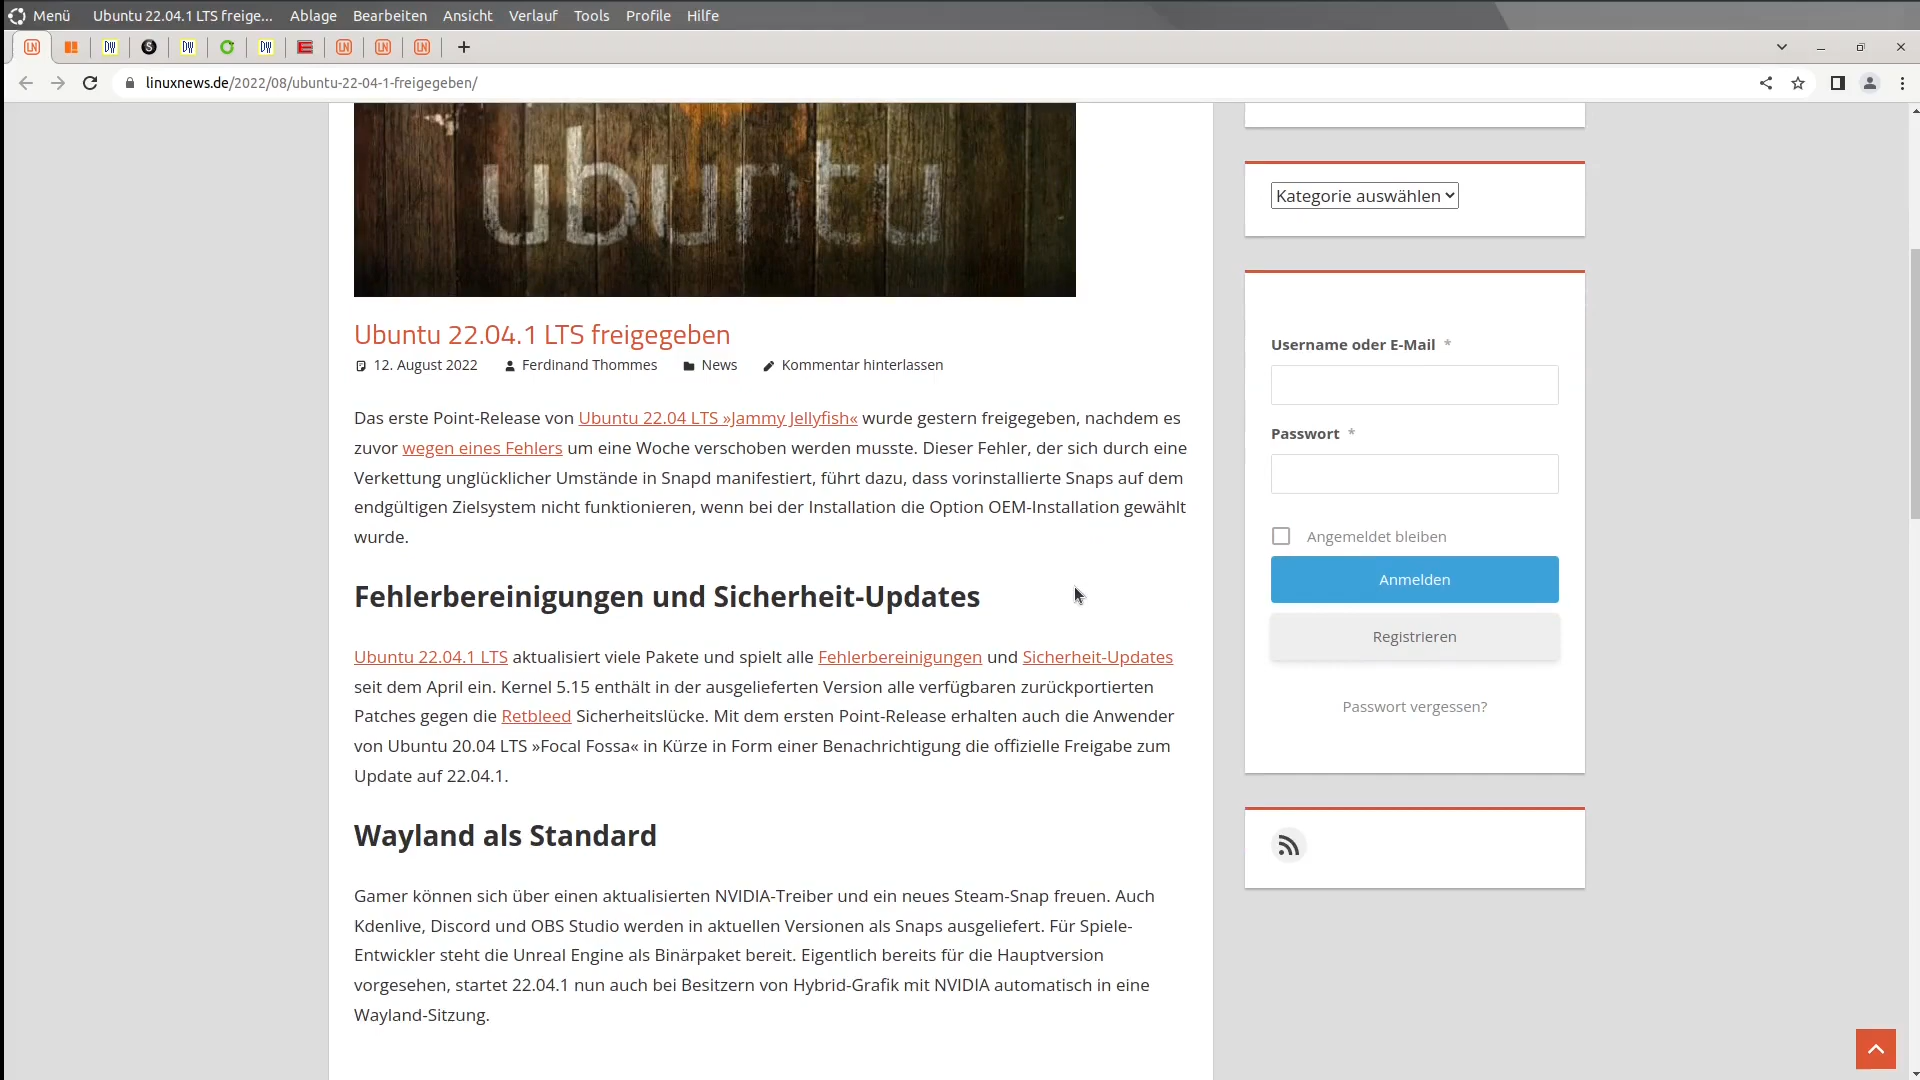 Menü Ubuntu 22.04.1 LTS freige... Ablage Bearbeiten Ansicht Verlauf Tools Profile Hilfe
LN DW S DW DW LN LN LN
linuxnews.de/2022/08/ubuntu-22-04-1-freigegeben/
ubuntu
Ubuntu 22.04.1 LTS freigegeben
12. August 2022 Ferdinand Thommes News Kommentar hinterlassen
Das erste Point-Release von Ubuntu 22.04 LTS »Jammy Jellyfish« wurde gestern freigegeben, nachdem es
zuvor wegen eines Fehlers um eine Woche verschoben werden musste. Dieser Fehler, der sich durch eine
Verkettung unglücklicher Umstände in Snapd manifestiert, führt dazu, dass vorinstallierte Snaps auf dem
endgültigen Zielsystem nicht funktionieren, wenn bei der Installation die Option OEM-Installation gewählt
wurde.
Fehlerbereinigungen und Sicherheit-Updates
Ubuntu 22.04.1 LTS aktualisiert viele Pakete und spielt alle Fehlerbereinigungen und Sicherheit-Updates
seit dem April ein. Kernel 5.15 enthält in der ausgelieferten Version alle verfügbaren zurückportierten
Patches gegen die Retbleed Sicherheitslücke. Mit dem ersten Point-Release erhalten auch die Anwender
von Ubuntu 20.04 LTS »Focal Fossa« in Kürze in Form einer Benachrichtigung die offizielle Freigabe zum
Update auf 22.04.1.
Wayland als Standard
Gamer können sich über einen aktualisierten NVIDIA-Treiber und ein neues Steam-Snap freuen. Auch
Kdenlive, Discord und OBS Studio werden in aktuellen Versionen als Snaps ausgeliefert. Für Spiele-
Entwickler steht die Unreal Engine als Binärpaket bereit. Eigentlich bereits für die Hauptversion
vorgesehen, startet 22.04.1 nun auch bei Besitzern von Hybrid-Grafik mit NVIDIA automatisch in eine
Wayland-Sitzung.
Kategorie auswählen
Username oder E-Mail *
Passwort *
Angemeldet bleiben
Anmelden
Registrieren
Passwort vergessen?